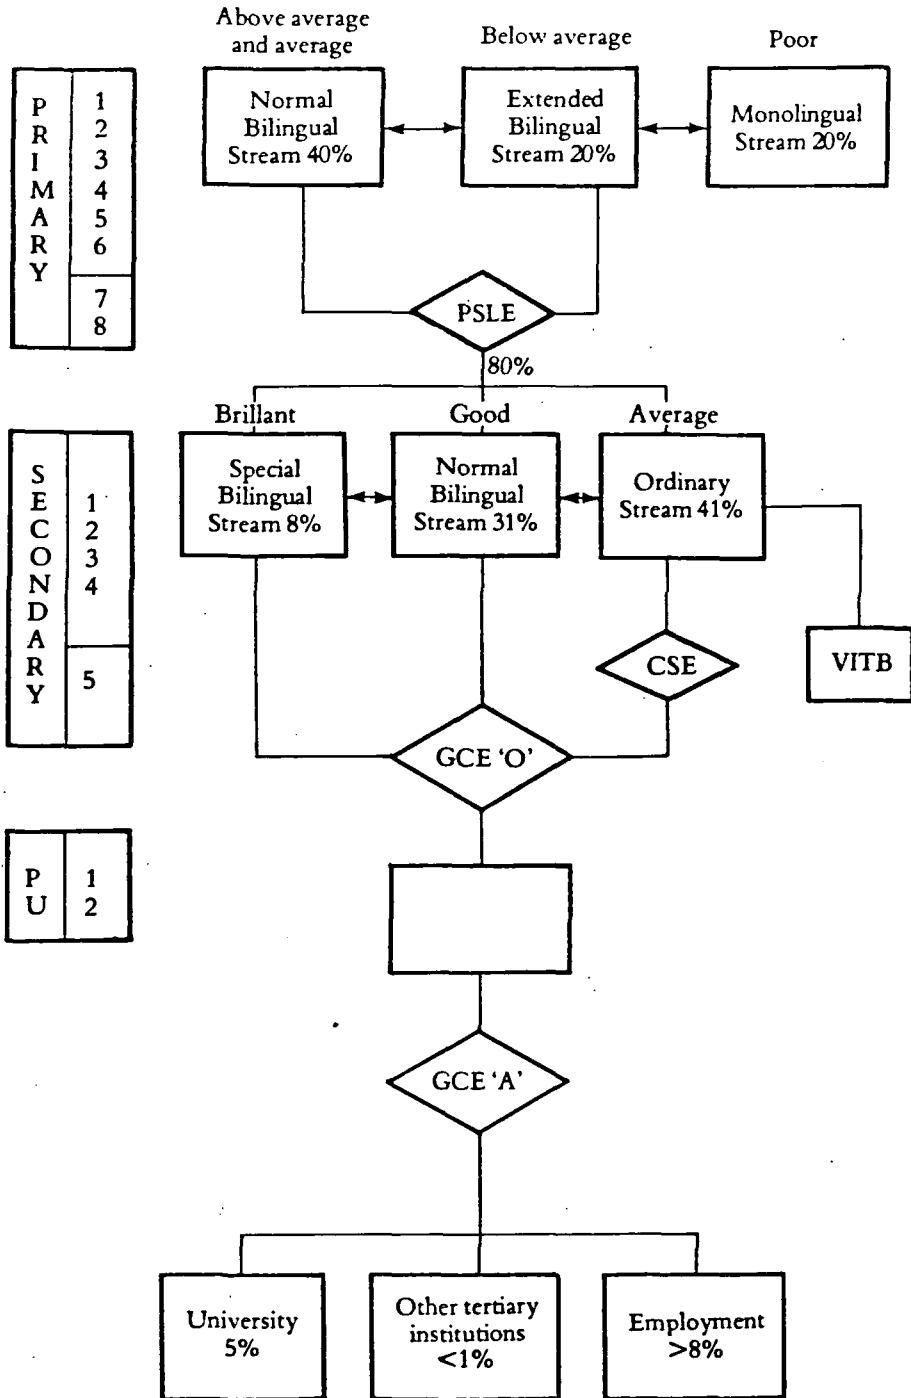 Above average
and average
Below average
Poor
PRIMARY
1
2
3
4
5
6
7
8
Normal
Bilingual
Stream 40%
Extended
Bilingual
Stream 20%
Monolingual
Stream 20%
PSLE
80%
Brillant
Good
Average
SECONDARY
1
2
3
4
5
Special
Bilingual
Stream 8%
Normal
Bilingual
Stream 31%
Ordinary
Stream 41%
CSE
VITB
GCE ‘O’
PU
1
2
GCE ‘A’
University
5%
Other tertiary
institutions
<1%
Employment
>8%